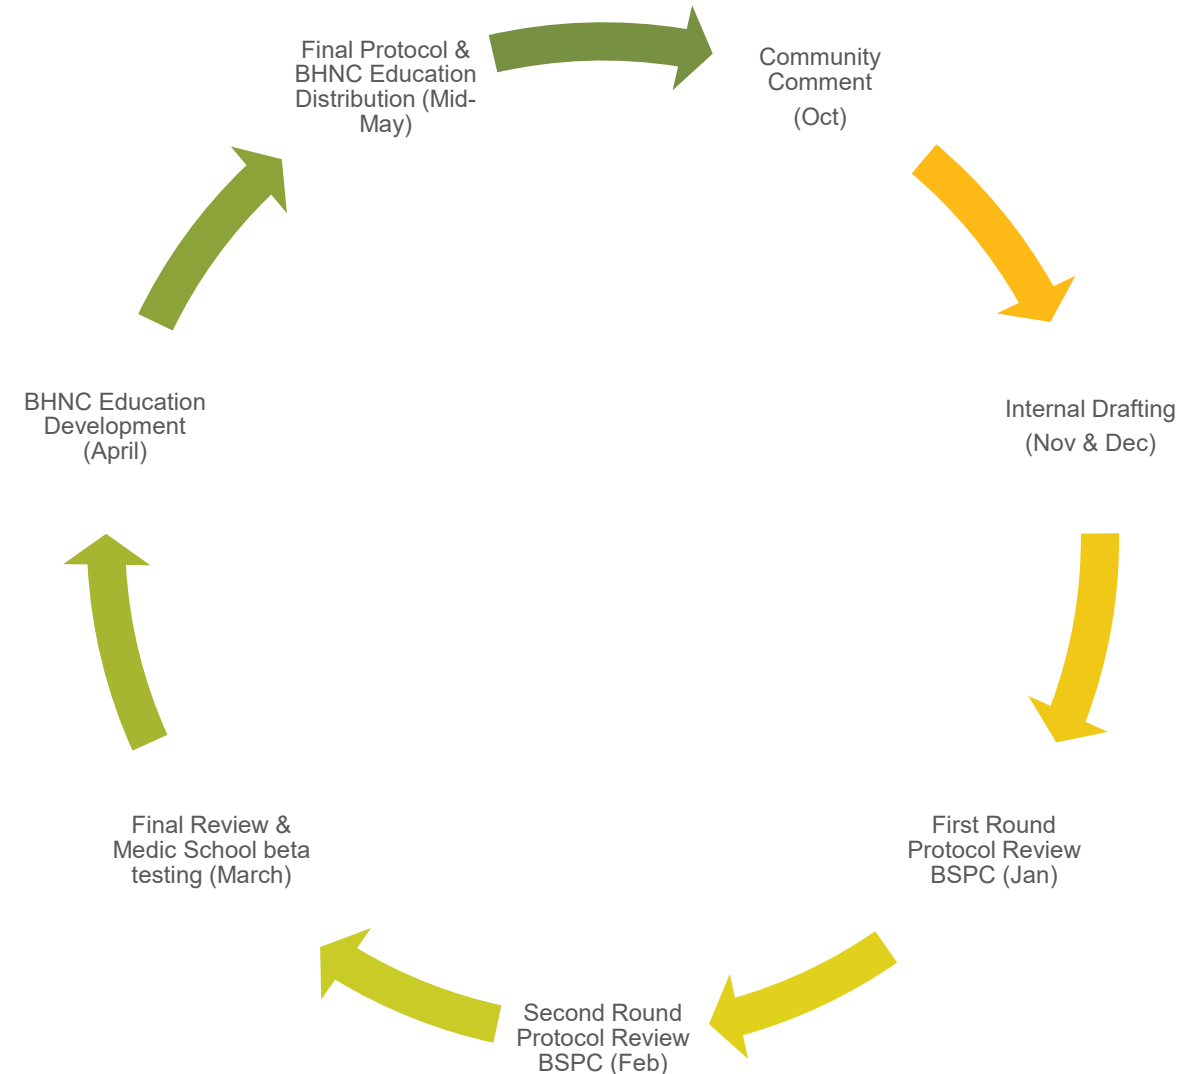 Final Protocol &
BHNC Education
Distribution (Mid-
May)
Community
Comment
(Oct)
Internal Drafting
(Nov & Dec)
First Round
Protocol Review
BSPC (Jan)
Second Round
Protocol Review
BSPC (Feb)
Final Review &
Medic School beta
testing (March)
BHNC Education
Development
(April)